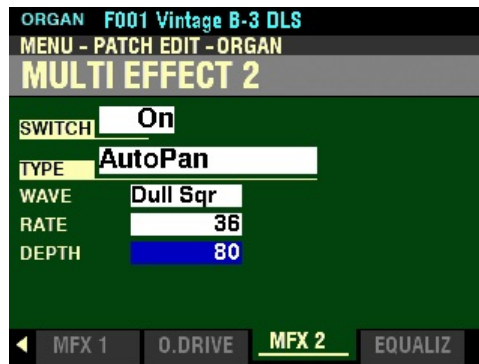 ORGAN F001 Vintage B-3 DLS
MENU - PATCH EDIT - ORGAN
MULTI EFFECT 2
SWITCH On
TYPE AutoPan
WAVE Dull Sqr
RATE 36
DEPTH 80
MFX 1 O.DRIVE MFX 2 EQUALIZ